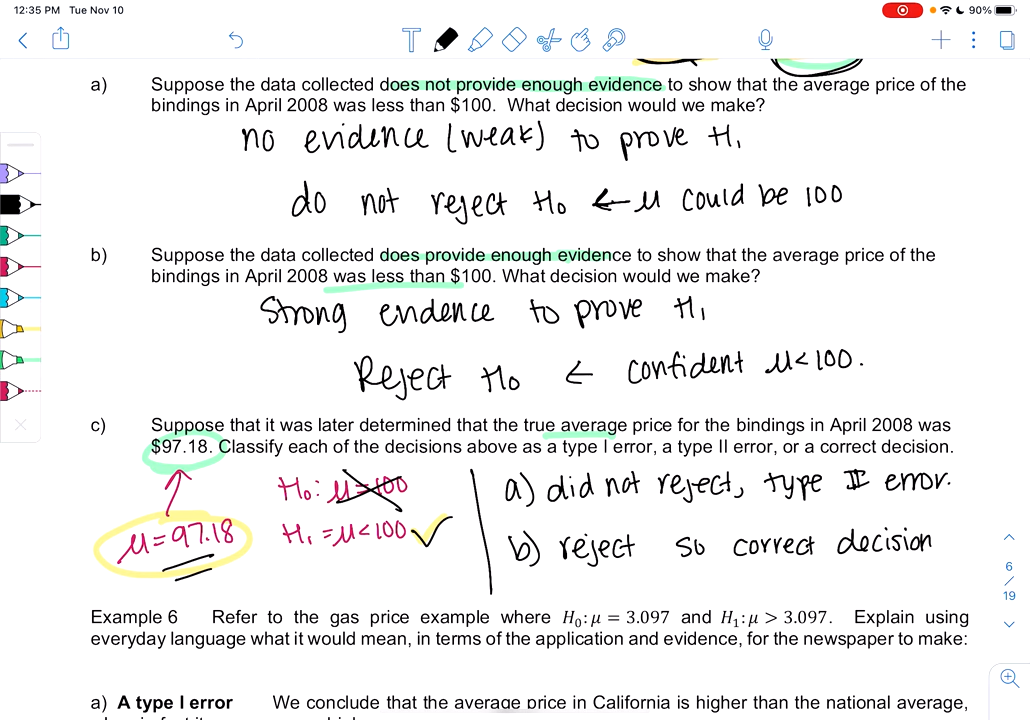 12:35 PM Tue Nov 10
90%
a) Suppose the data collected does not provide enough evidence to show that the average price of the
bindings in April 2008 was less than $100. What decision would we make?
no evidence (weak) to prove H₁
do not reject H₀ ← μ could be 100
b) Suppose the data collected does provide enough evidence to show that the average price of the
bindings in April 2008 was less than $100. What decision would we make?
Strong evidence to prove H₁
Reject H₀ ← confident μ<100.
c) Suppose that it was later determined that the true average price for the bindings in April 2008 was
$97.18. Classify each of the decisions above as a type I error, a type II error, or a correct decision.
μ=97.18
H₀: μ=100
H₁ =μ<100 ✓
a) did not reject, type II error.
b) reject so correct decision
6
/
19
Example 6 Refer to the gas price example where H₀: μ = 3.097 and H₁: μ > 3.097. Explain using
everyday language what it would mean, in terms of the application and evidence, for the newspaper to make:
a) A type I error We conclude that the average price in California is higher than the national average,